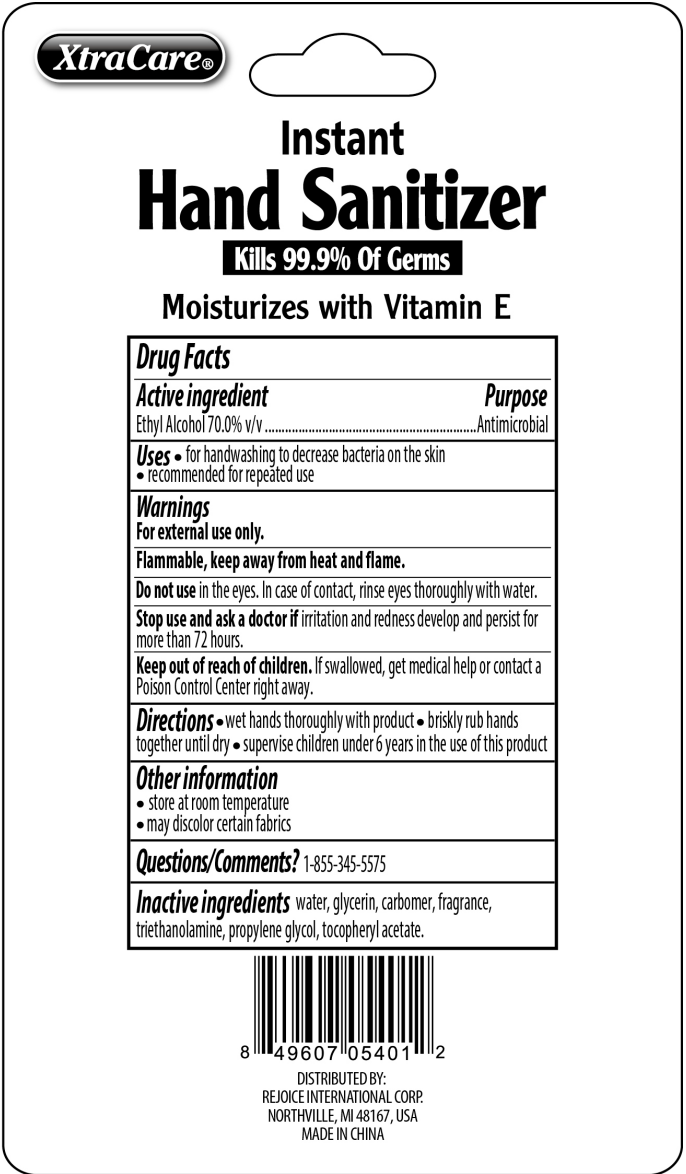 XtraCare®
Instant
Hand Sanitizer
Kills 99.9% Of Germs
Moisturizes with Vitamin E
Drug Facts
Active ingredient Purpose
Ethyl Alcohol 70.0% v/v ............................................................... Antimicrobial
Uses • for handwashing to decrease bacteria on the skin
• recommended for repeated use
Warnings
For external use only.
Flammable, keep away from heat and flame.
Do not use in the eyes. In case of contact, rinse eyes thoroughly with water.
Stop use and ask a doctor if irritation and redness develop and persist for
more than 72 hours.
Keep out of reach of children. If swallowed, get medical help or contact a
Poison Control Center right away.
Directions • wet hands thoroughly with product • briskly rub hands
together until dry • supervise children under 6 years in the use of this product
Other information
• store at room temperature
• may discolor certain fabrics
Questions/Comments? 1-855-345-5575
Inactive ingredients water, glycerin, carbomer, fragrance,
triethanolamine, propylene glycol, tocopheryl acetate.
8 49607 05401 2
DISTRIBUTED BY:
REJOICE INTERNATIONAL CORP.
NORTHVILLE, MI 48167, USA
MADE IN CHINA